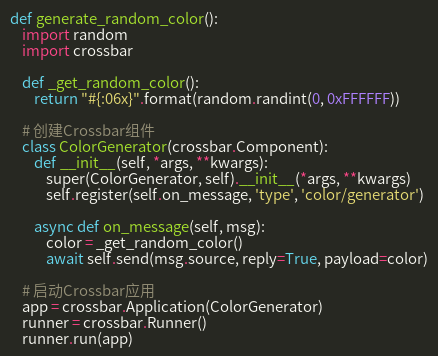 def generate_random_color():
    import random
    import crossbar

    def _get_random_color():
        return "#{:06x}".format(random.randint(0, 0xFFFFFF))

    # 创建Crossbar组件
    class ColorGenerator(crossbar.Component):
        def __init__(self, *args, **kwargs):
            super(ColorGenerator, self).__init__(*args, **kwargs)
            self.register(self.on_message, 'type', 'color/generator')

        async def on_message(self, msg):
            color = _get_random_color()
            await self.send(msg.source, reply=True, payload=color)

    # 启动Crossbar应用
    app = crossbar.Application(ColorGenerator)
    runner = crossbar.Runner()
    runner.run(app)